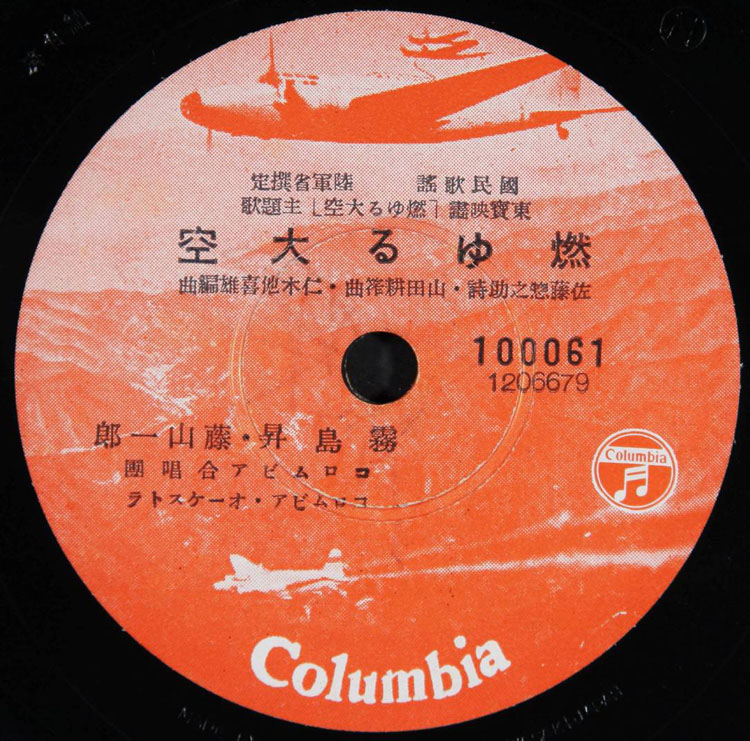 國民歌謠 陸軍省撰定
東寶映畫「燃ゆる大空」主題歌
燃ゆる大空
佐藤惣之助詩・山田耕筰曲・仁木他喜雄編曲
100061
1206679
霧島昇・藤山一郎
コロムビア合唱團
コロムビア・オーケストラ
Columbia
Columbia